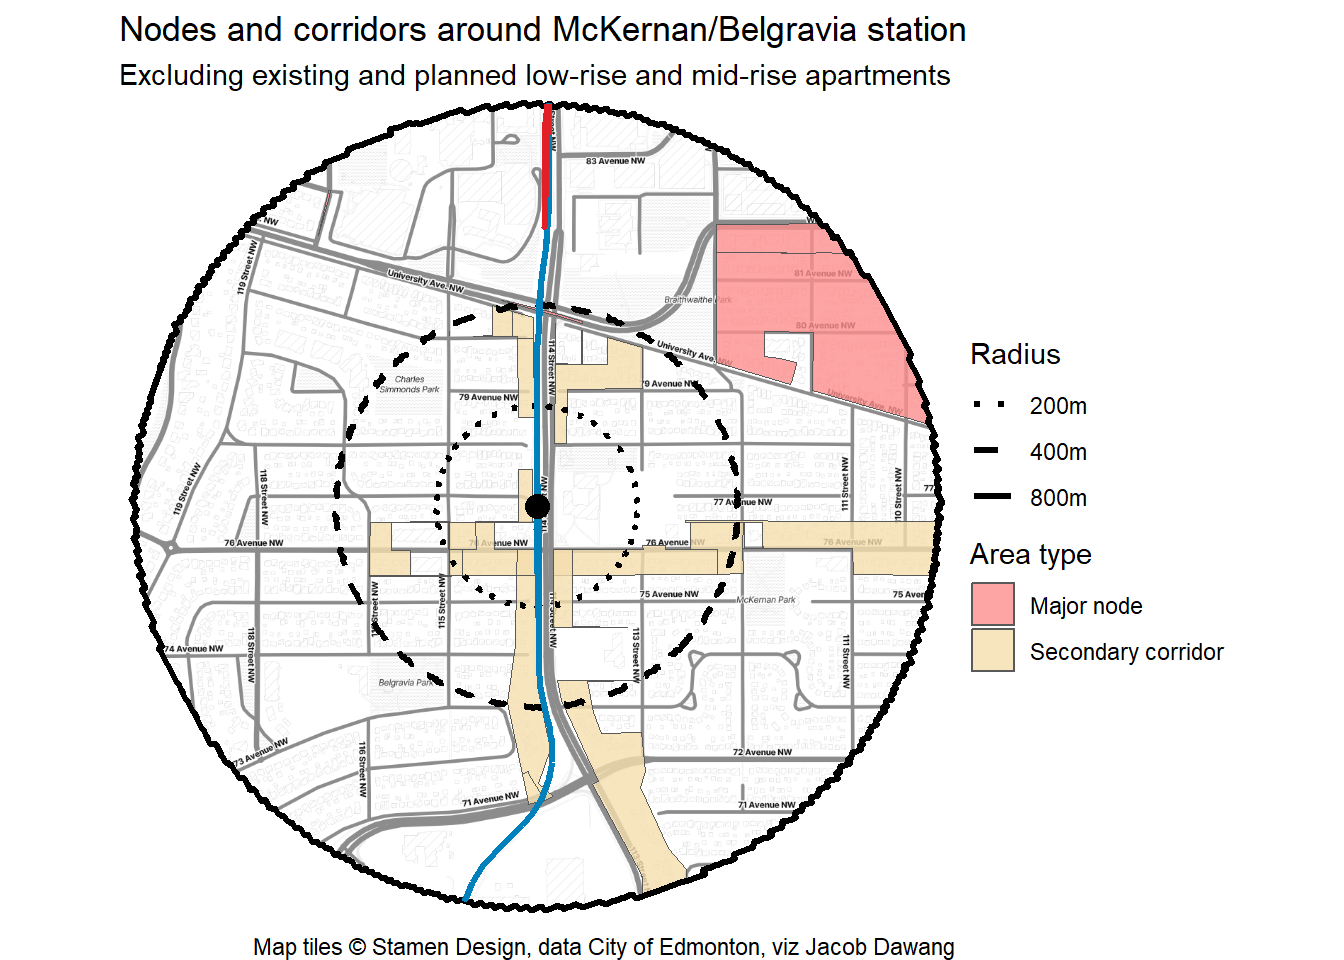 Nodes and corridors around McKernan/Belgravia station
Excluding existing and planned low-rise and mid-rise apartments
83 Avenue NW
NW
119 Street NW
University Ave. NW
81 Avenue NW
Braithwaithe Park
80 Avenue NW
114 Street NW
University Ave. NW
Charles
Simmonds Park
79 Avenue NW
79 Avenue NW
University Ave. NW
119 Street NW
118 Street NW
77 Avenue NW
111 Street NW
110 Street NW
77
76 Avenue NW
76 Avenue NW
76 Avenue NW
76 Avenue NW
115 Street NW
75 Avenue NW
McKernan Park
75 Aven
74 Avenue NW
118 Street NW
113 Street NW
111 Street NW
Belgravia Park
73 Avenue NW
116 Street NW
72 Avenue NW
71 Avenue NW
71 Avenue NW
Radius
200m
400m
800m
Area type
Major node
Secondary corridor
Map tiles © Stamen Design, data City of Edmonton, viz Jacob Dawang